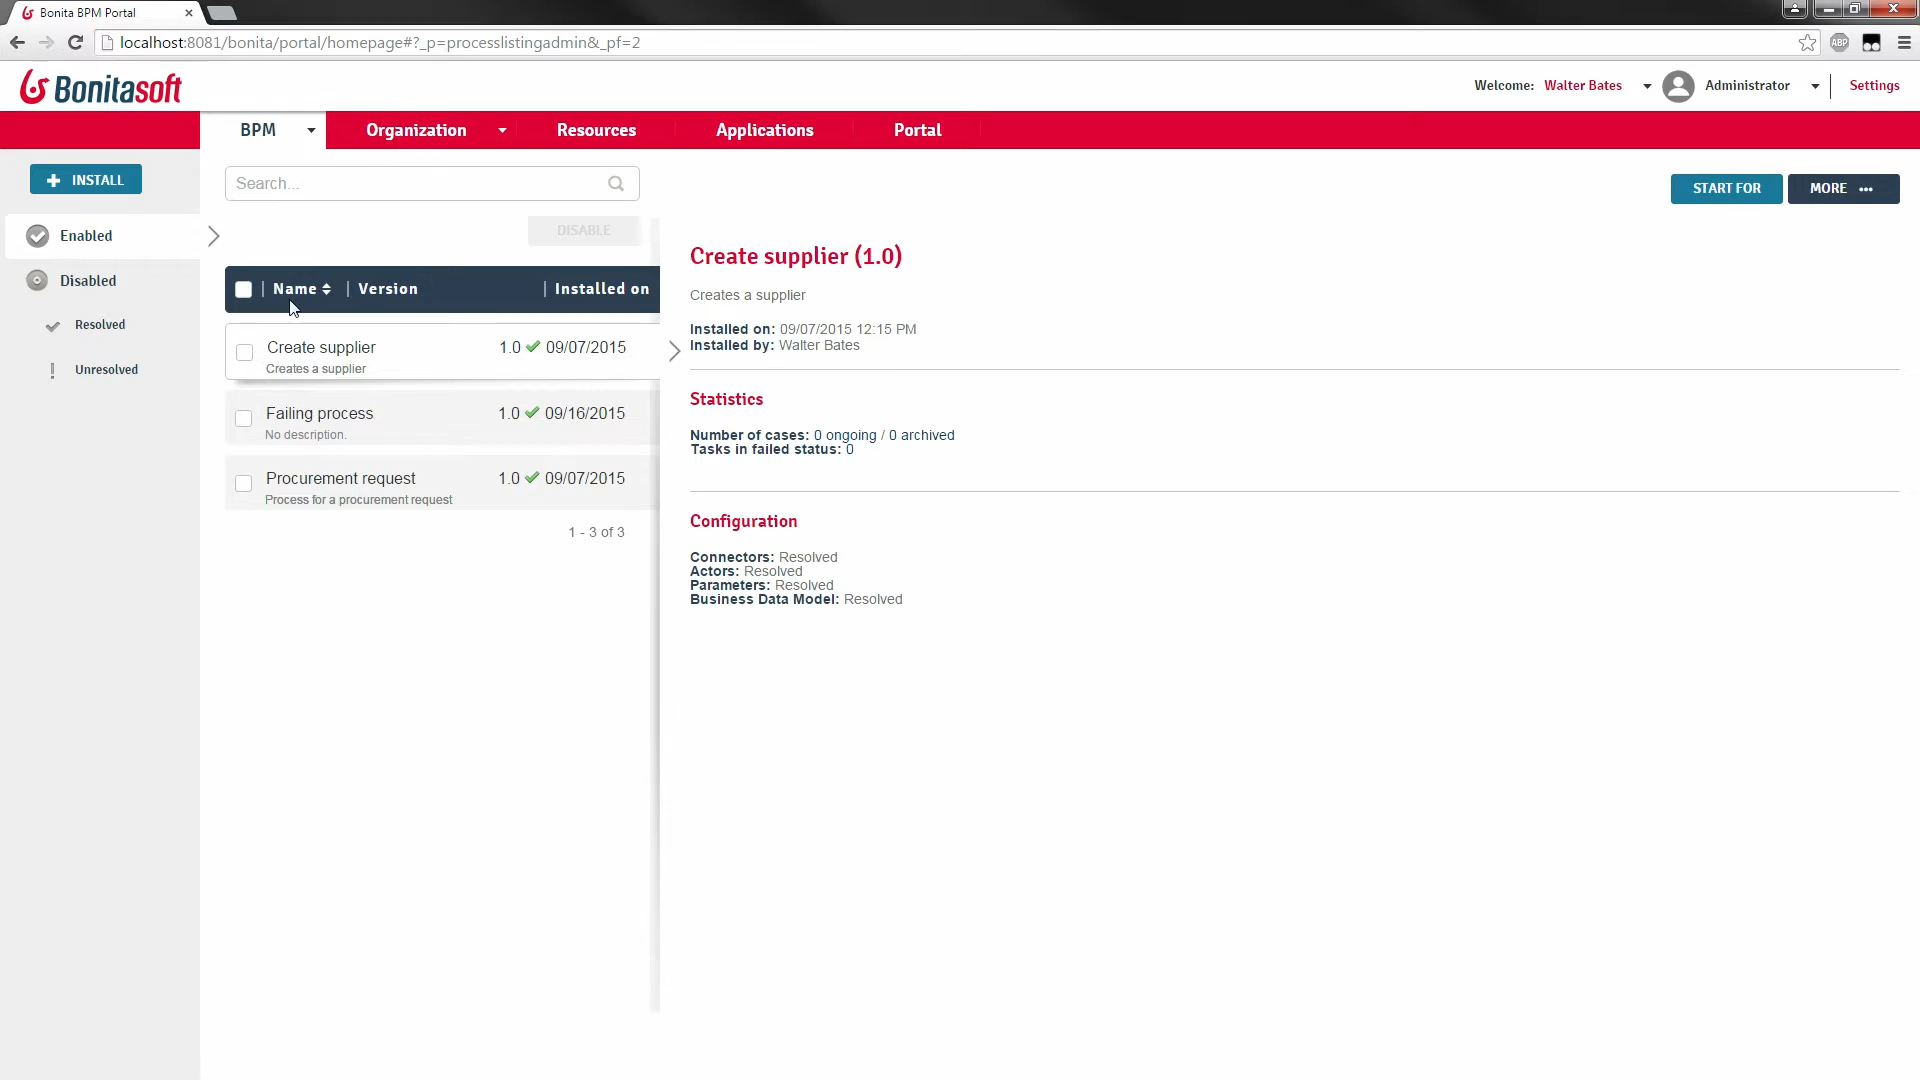 Bonita BPM Portal
localhost:8081/bonita/portal/homepage#?_p=processlistingadmin&_pf=2
ABP
Bonitasoft
Welcome: Walter Bates
Administrator
Settings
BPM
Organization
Resources
Applications
Portal
INSTALL
Enabled
Disabled
Resolved
Unresolved
Search...
DISABLE
Name
Version
Installed on
Create supplier 1.0 09/07/2015
Creates a supplier
Failing process 1.0 09/16/2015
No description.
Procurement request 1.0 09/07/2015
Process for a procurement request
1 - 3 of 3
START FOR
MORE
Create supplier (1.0)
Creates a supplier
Installed on: 09/07/2015 12:15 PM
Installed by: Walter Bates
Statistics
Number of cases: 0 ongoing / 0 archived
Tasks in failed status: 0
Configuration
Connectors: Resolved
Actors: Resolved
Parameters: Resolved
Business Data Model: Resolved